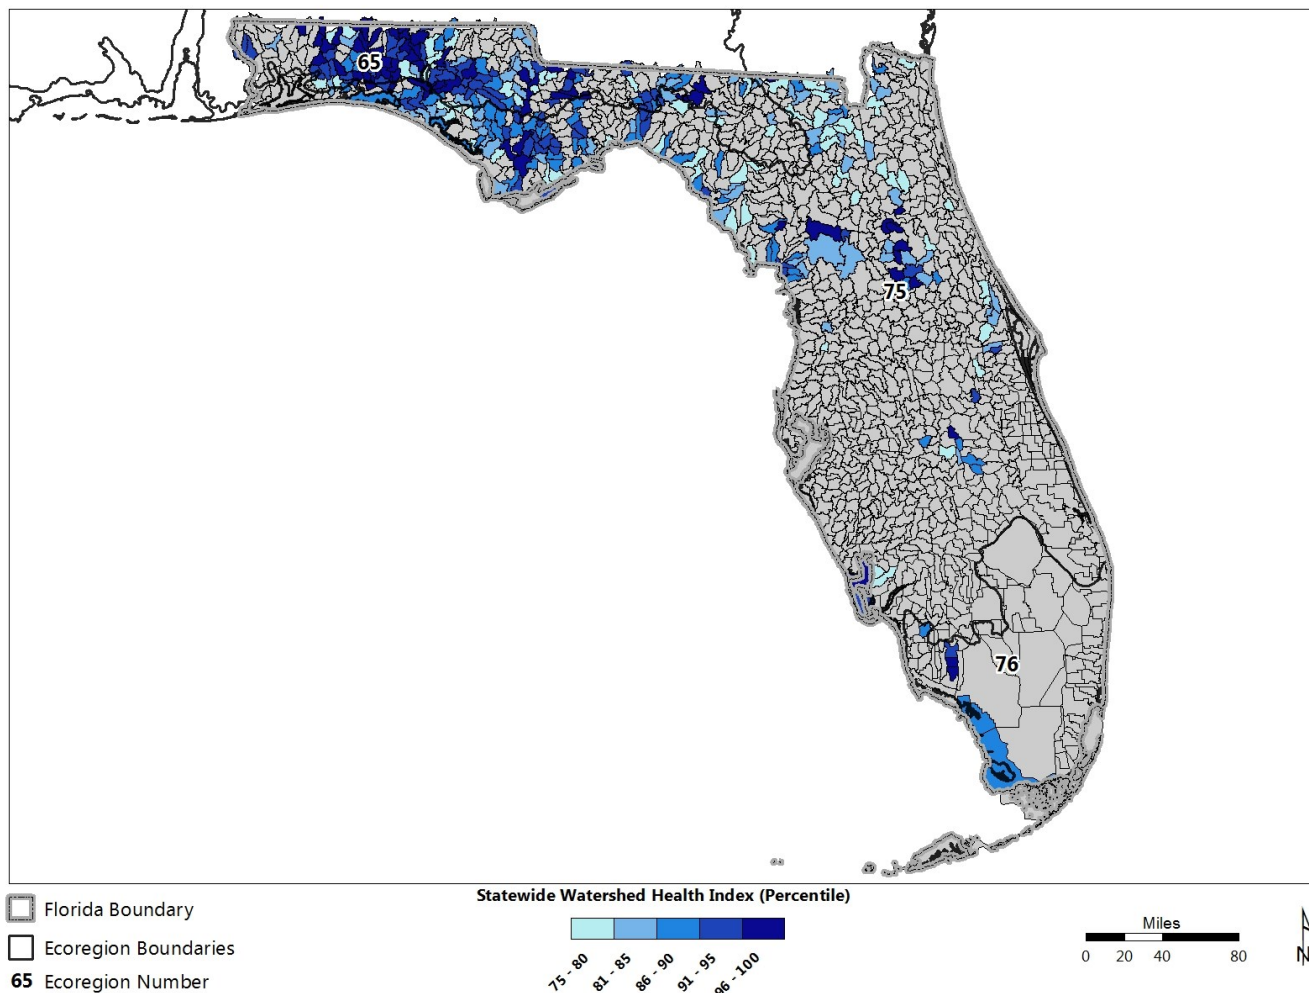 65
75
76
Statewide Watershed Health Index (Percentile)
Florida Boundary
Ecoregion Boundaries
65 Ecoregion Number
75 - 80
81 - 85
86 - 90
91 - 95
96 - 100
Miles
0 20 40 80
N